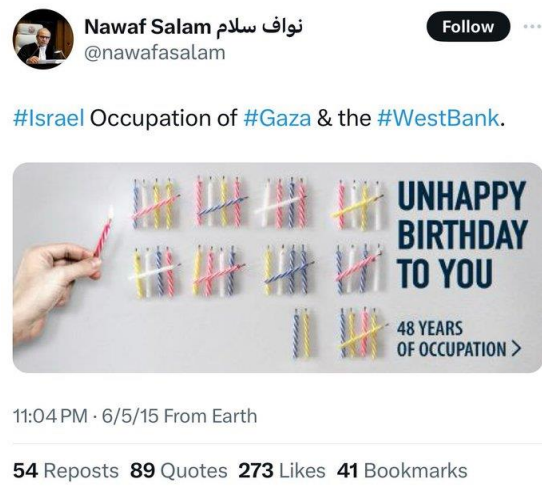 Nawaf Salam نواف سلام
Follow
@nawafasalam
#Israel Occupation of #Gaza & the #WestBank.
UNHAPPY
BIRTHDAY
TO YOU
48 YEARS
OF OCCUPATION >
11:04 PM · 6/5/15 From Earth
54 Reposts 89 Quotes 273 Likes 41 Bookmarks